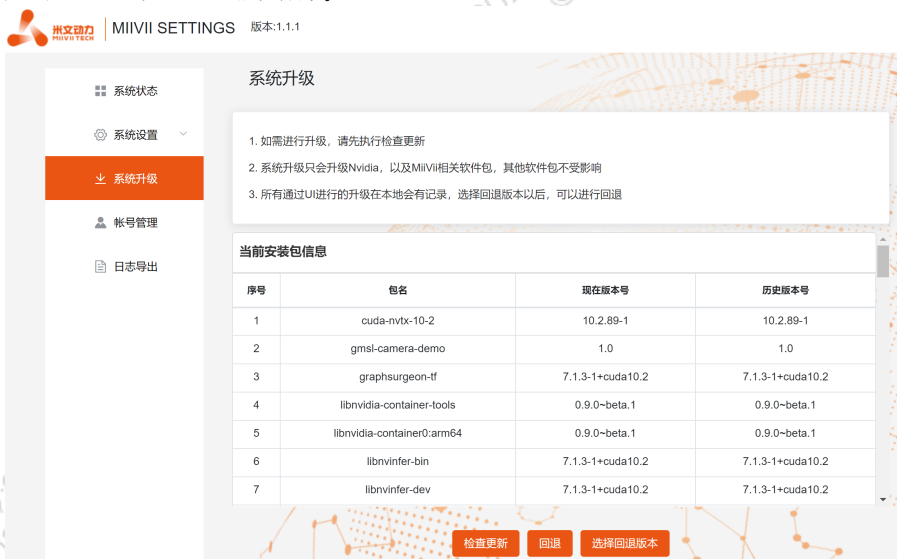 米文动力
MIIVII TECH
MIIVII SETTINGS 版本:1.1.1
系统状态
系统设置
系统升级
帐号管理
日志导出
系统升级
1. 如需进行升级，请先执行检查更新
2. 系统升级只会升级Nvidia，以及MiiVii相关软件包，其他软件包不受影响
3. 所有通过UI进行的升级在本地会有记录，选择回退版本以后，可以进行回退
当前安装包信息
序号 包名 现在版本号 历史版本号
1 cuda-nvtx-10-2 10.2.89-1 10.2.89-1
2 gmsl-camera-demo 1.0 1.0
3 graphsurgeon-tf 7.1.3-1+cuda10.2 7.1.3-1+cuda10.2
4 libnvidia-container-tools 0.9.0~beta.1 0.9.0~beta.1
5 libnvidia-container0:arm64 0.9.0~beta.1 0.9.0~beta.1
6 libnvinfer-bin 7.1.3-1+cuda10.2 7.1.3-1+cuda10.2
7 libnvinfer-dev 7.1.3-1+cuda10.2 7.1.3-1+cuda10.2
检查更新 回退 选择回退版本